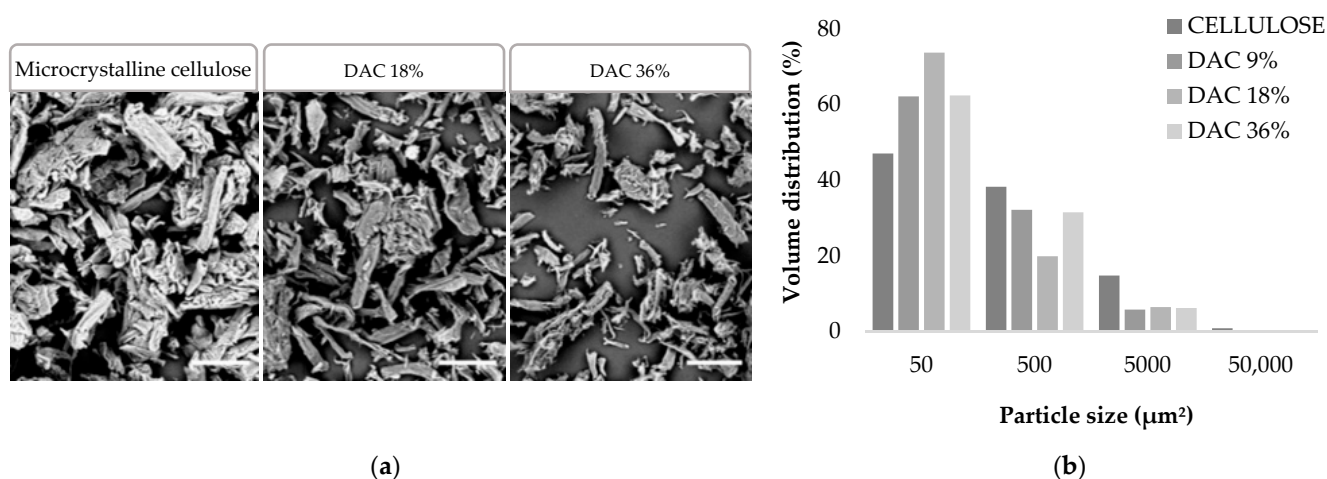 Microcrystalline cellulose
DAC 18%
DAC 36%
(a)
Volume distribution (%)
80
60
40
20
0
CELLULOSE
DAC 9%
DAC 18%
DAC 36%
50
500
5000
50,000
Particle size (µm²)
(b)